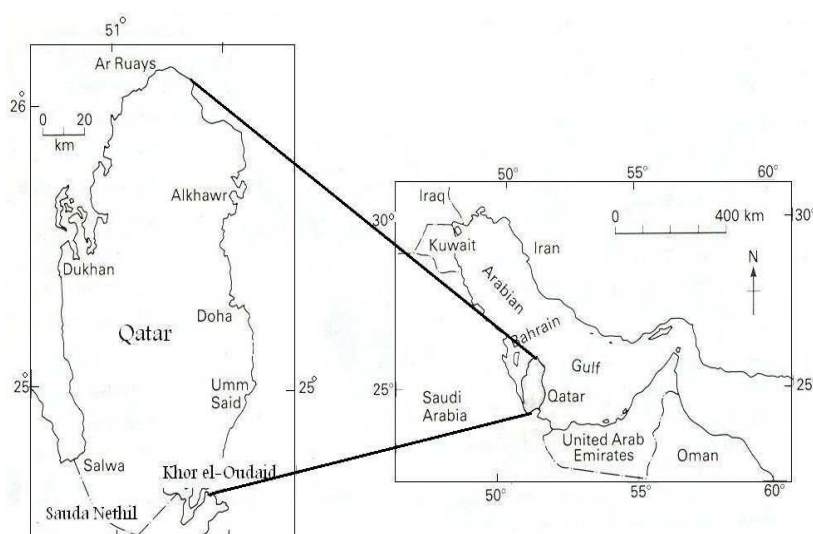 51°
Ar Ruays
26°
0 20
km
Alkhawr
Dukhan
Qatar
Doha
25°
25°
Umm
Said
Salwa
Khor el-Oudaid
Sauda Nethil
50°
55°
60°
Iraq
30°
30°
0 400 km
Kuwait
Iran
N
Arabian
Bahrain
Gulf
25°
25°
Saudi
Arabia
Qatar
United Arab
Emirates
Oman
50°
55°
60°